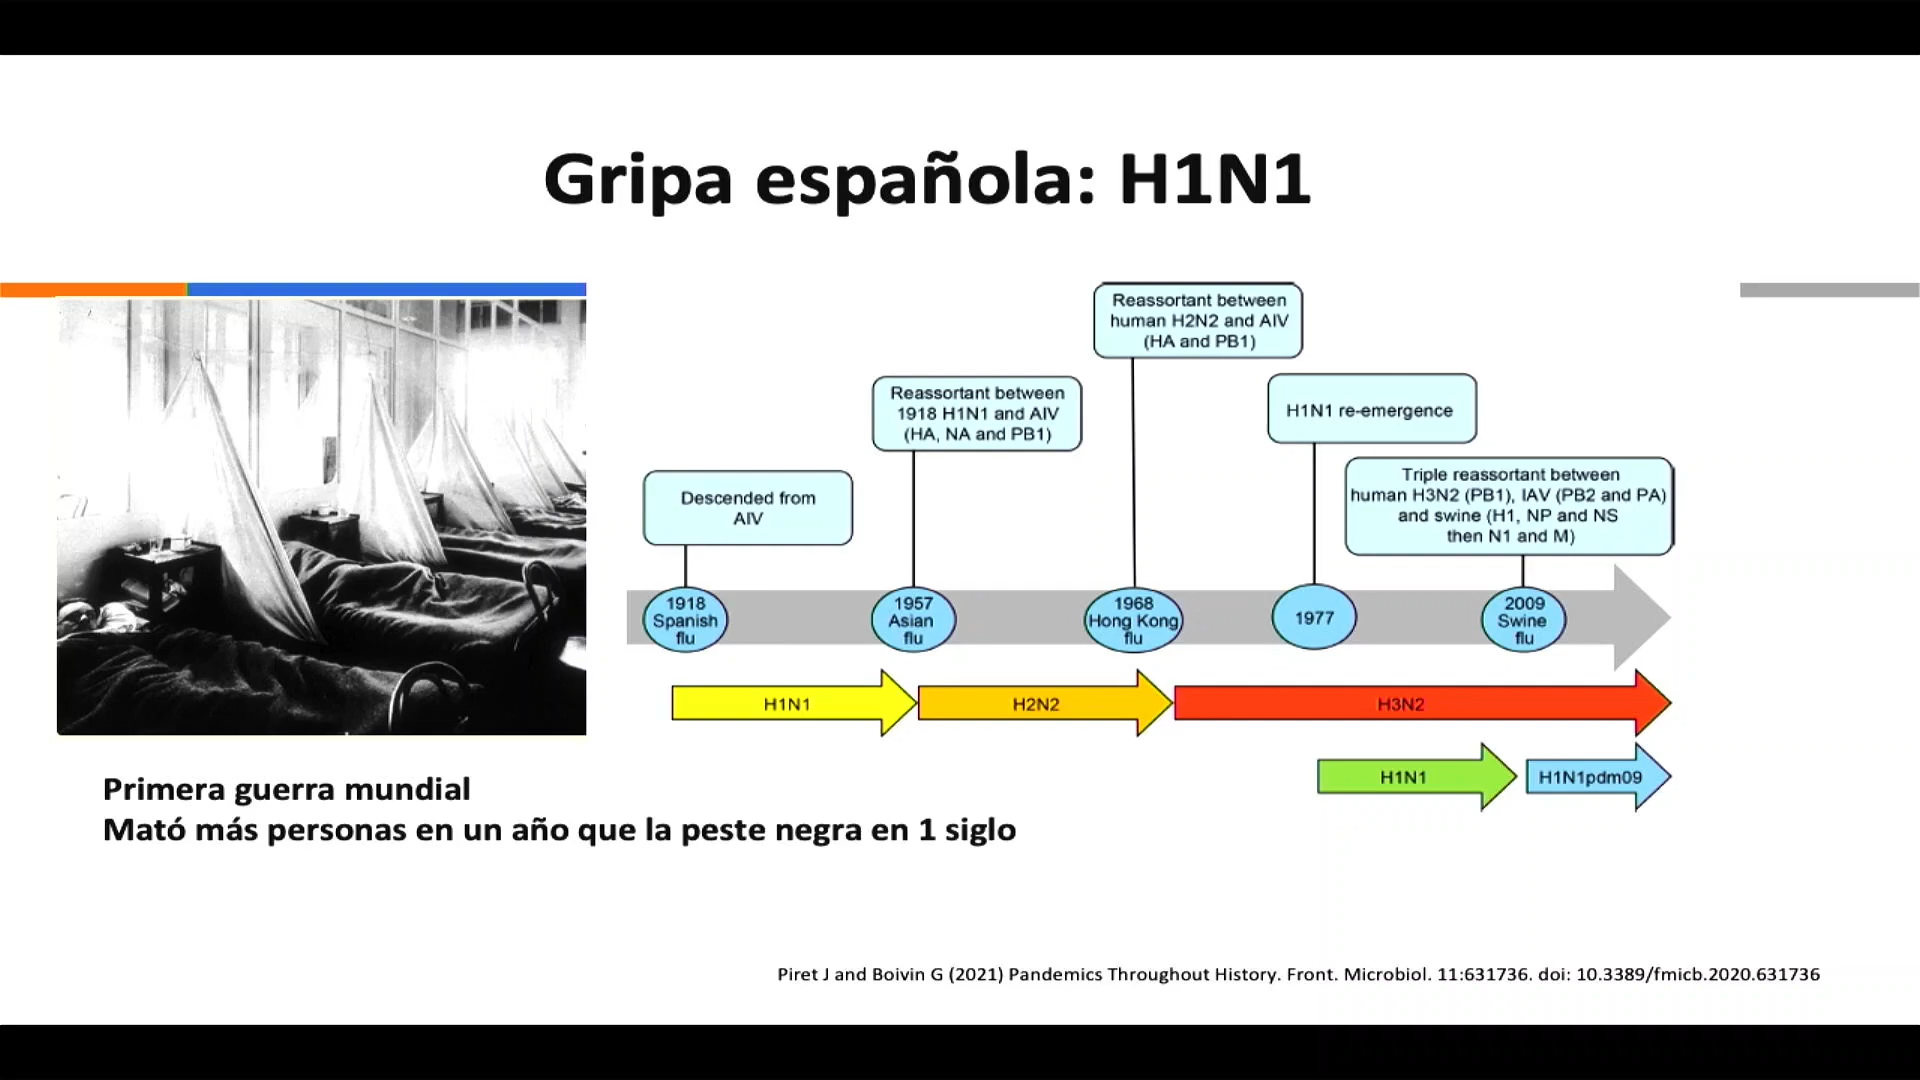 Gripa española: H1N1
Reassortant between
human H2N2 and AIV
(HA and PB1)
Reassortant between
1918 H1N1 and AIV
(HA, NA and PB1)
H1N1 re-emergence
Descended from
AIV
Triple reassortant between
human H3N2 (PB1), IAV (PB2 and PA)
and swine (H1, NP and NS
then N1 and M)
1918
Spanish
flu
1957
Asian
flu
1968
Hong Kong
flu
1977
2009
Swine
flu
H1N1
H2N2
H3N2
H1N1
H1N1pdm09
Primera guerra mundial
Mató más personas en un año que la peste negra en 1 siglo
Piret J and Boivin G (2021) Pandemics Throughout History. Front. Microbiol. 11:631736. doi: 10.3389/fmicb.2020.631736